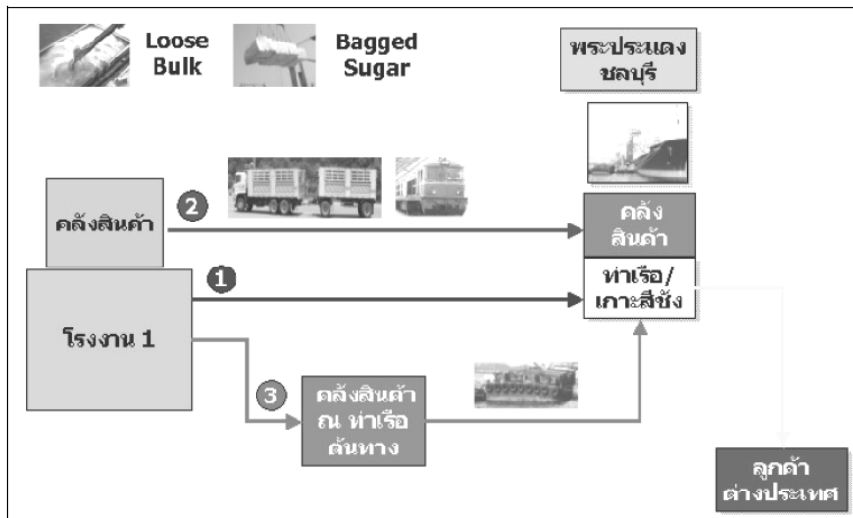 Loose
Bulk
Bagged
Sugar
พระประแดง
ชลบุรี
คลังสินค้า
2
คลัง
สินค้า
1
ท่าเรือ/
เกาะสีชัง
โรงงาน 1
3
คลังสินค้า
ณ ท่าเรือ
ต้นทาง
ลูกค้า
ต่างประเทศ